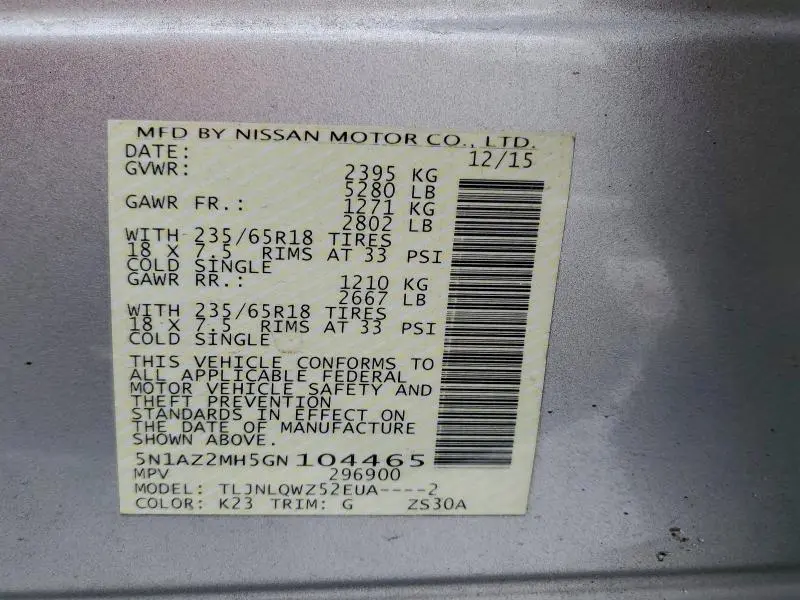 MFD BY NISSAN MOTOR CO., LTD.
DATE: 12/15
GVWR: 2395 KG
5280 LB
GAWR FR.: 1271 KG
2802 LB
WITH 235/65R18 TIRES
18 X 7.5 RIMS AT 33 PSI
COLD SINGLE
GAWR RR.: 1210 KG
2667 LB
WITH 235/65R18 TIRES
18 X 7.5 RIMS AT 33 PSI
COLD SINGLE
THIS VEHICLE CONFORMS TO
ALL APPLICABLE FEDERAL
MOTOR VEHICLE SAFETY AND
THEFT PREVENTION
STANDARDS IN EFFECT ON
THE DATE OF MANUFACTURE
SHOWN ABOVE.
5N1AZ2MH5GN 104465
MPV 296900
MODEL: TLJNLQWZ52EUA----2
COLOR: K23 TRIM: G ZS30A